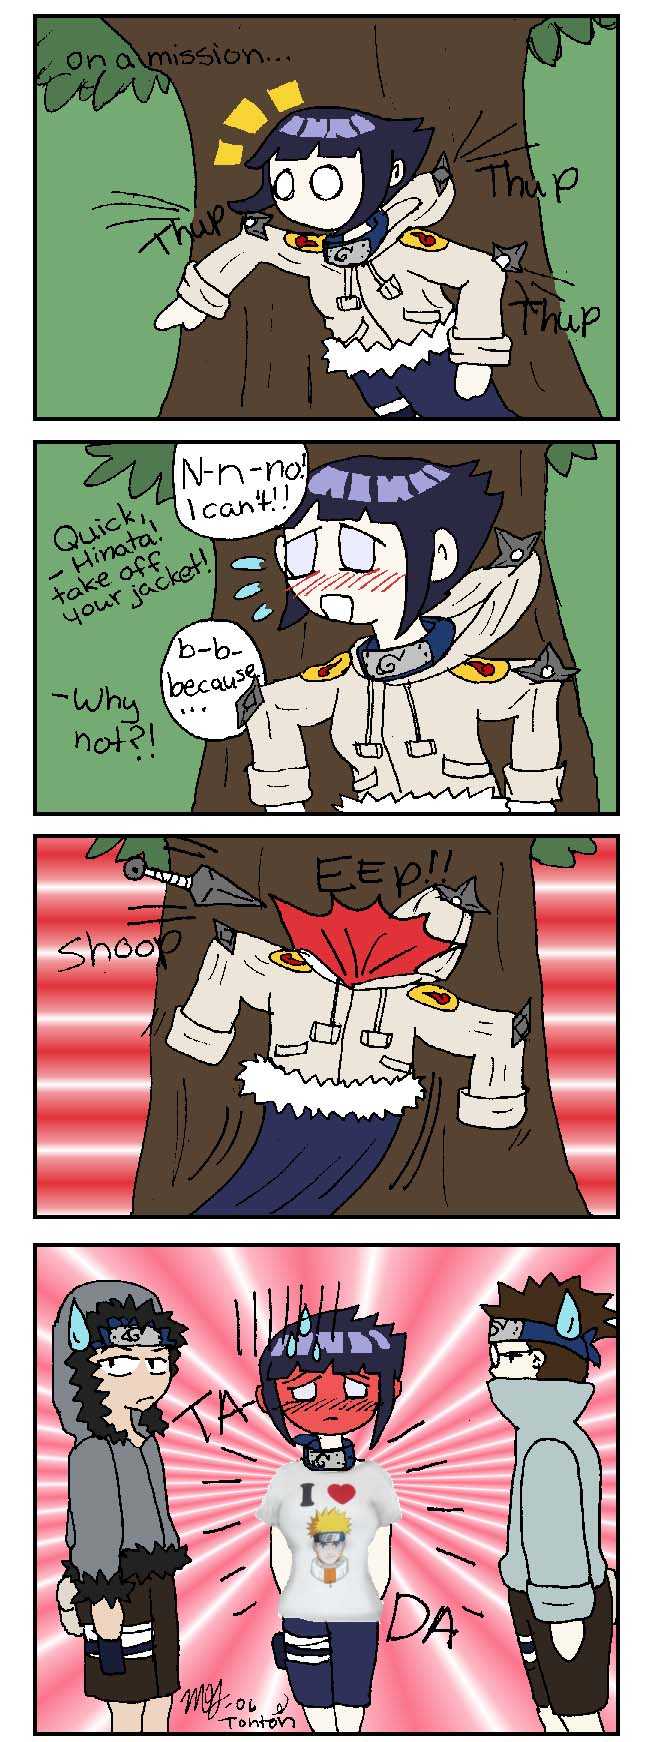 on a mission...
Thup
Thup
Thup
N-n-no!
I can't!!
Quick,
- Hinata!
take off
your jacket!
b-b-
because
...
-Why
not?!
EEp!!
Shoop
TA-
I
DA-
-06
Tonton